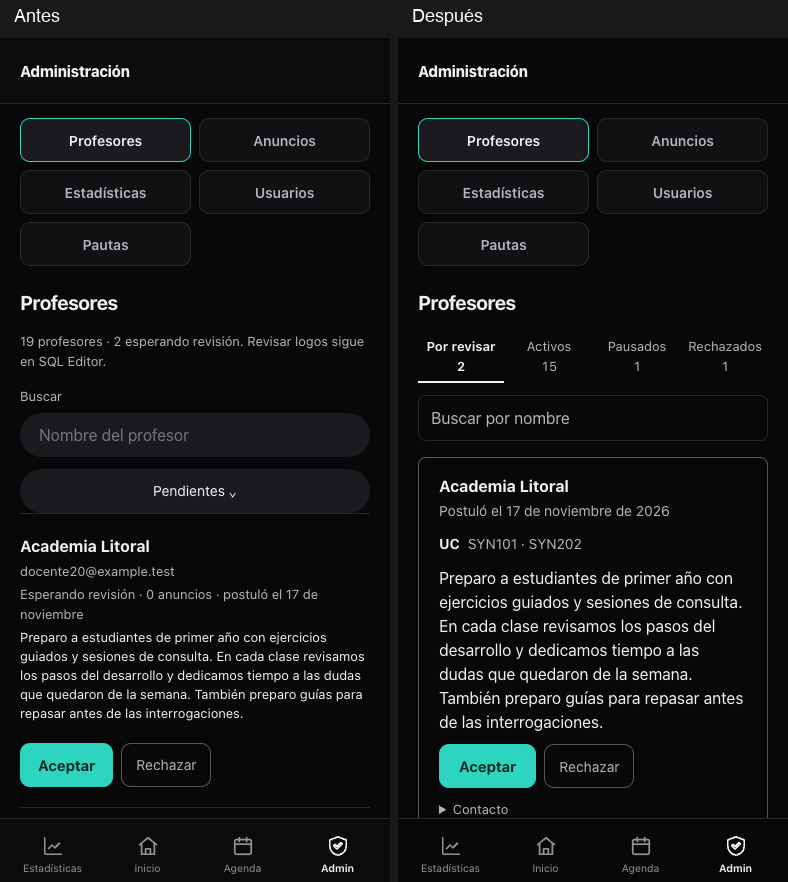 Antes
Administración
Profesores
Anuncios
Estadísticas
Usuarios
Pautas
Profesores
19 profesores · 2 esperando revisión. Revisar logos sigue
en SQL Editor.
Buscar
Nombre del profesor
Pendientes
Academia Litoral
docente20@example.test
Esperando revisión · 0 anuncios · postuló el 17 de
noviembre
Preparo a estudiantes de primer año con ejercicios
guiados y sesiones de consulta. En cada clase revisamos
los pasos del desarrollo y dedicamos tiempo a las dudas
que quedaron de la semana. También preparo guías para
repasar antes de las interrogaciones.
Aceptar
Rechazar
Estadísticas
Inicio
Agenda
Admin
Después
Administración
Profesores
Anuncios
Estadísticas
Usuarios
Pautas
Profesores
Por revisar
2
Activos
15
Pausados
1
Rechazados
1
Buscar por nombre
Academia Litoral
Postuló el 17 de noviembre de 2026
UC SYN101 · SYN202
Preparo a estudiantes de primer año con
ejercicios guiados y sesiones de consulta.
En cada clase revisamos los pasos del
desarrollo y dedicamos tiempo a las
dudas que quedaron de la semana.
También preparo guías para repasar antes
de las interrogaciones.
Aceptar
Rechazar
Contacto
Estadísticas
Inicio
Agenda
Admin